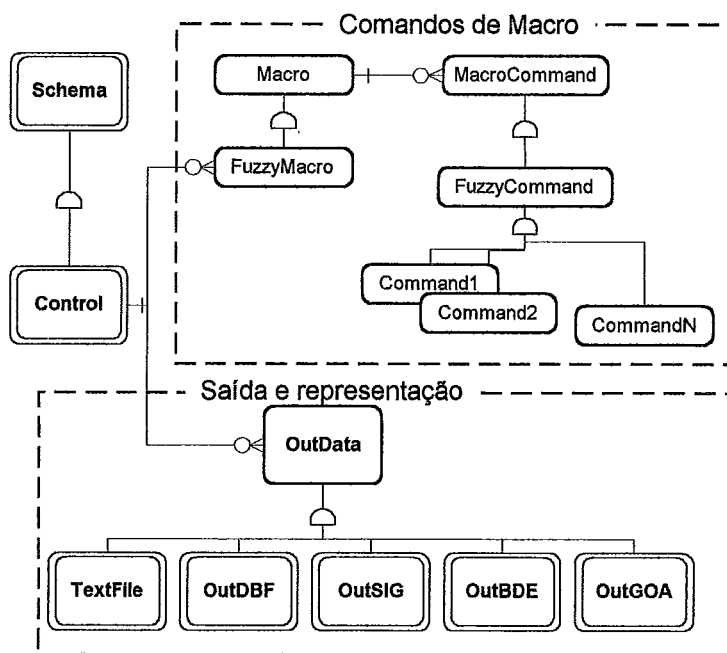 Comandos de Macro
Macro
MacroCommand
Schema
FuzzyMacro
FuzzyCommand
Control
Command1
Command2
CommandN
Saída e representação
OutData
TextFile
OutDBF
OutSIG
OutBDE
OutGOA